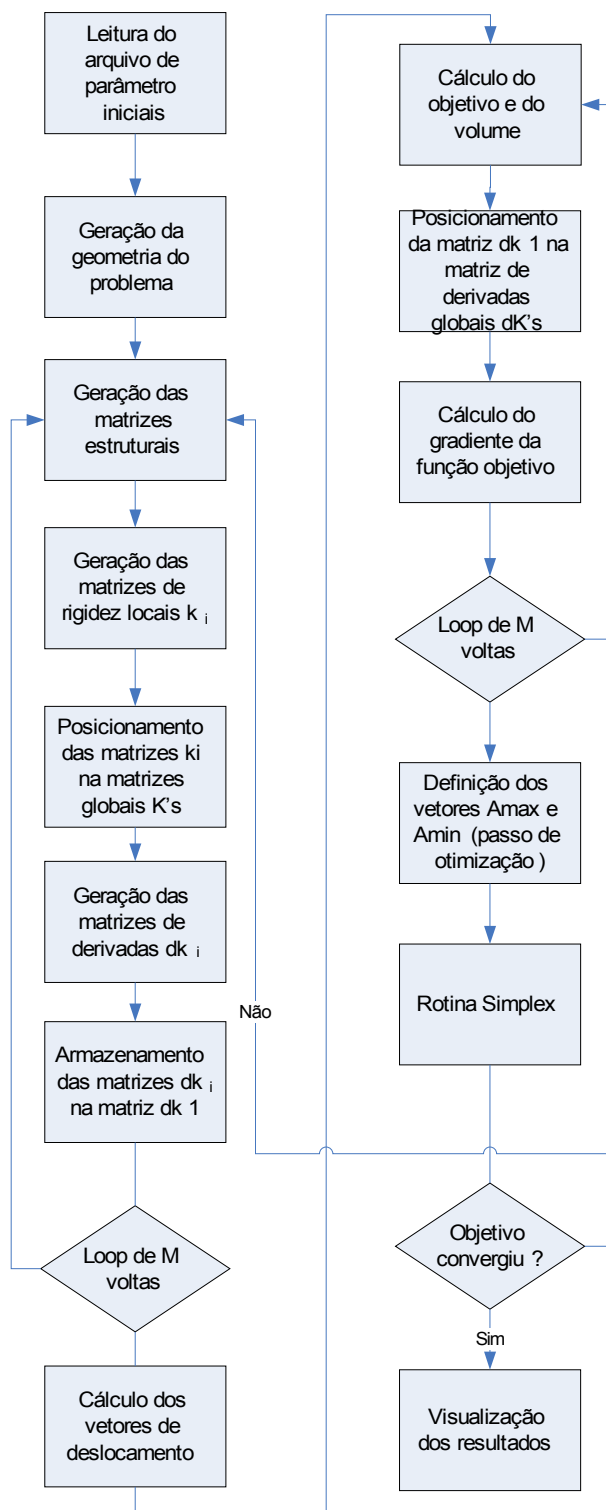 Leitura do
arquivo de
parâmetro
iniciais
Geração da
geometria do
problema
Geração das
matrizes
estruturais
Geração das
matrizes de
rigidez locais k i
Posicionamento
das matrizes ki
na matrizes
globais K's
Geração das
matrizes de
derivadas dk i
Não
Armazenamento
das matrizes dk i
na matriz dk 1
Loop de M
voltas
Cálculo dos
vetores de
deslocamento
Cálculo do
objetivo e do
volume
Posicionamento
da matriz dk 1 na
matriz de
derivadas
globais dK's
Cálculo do
gradiente da
função objetivo
Loop de M
voltas
Definição dos
vetores Amax e
Amin (passo de
otimização )
Rotina Simplex
Objetivo
convergiu ?
Sim
Visualização
dos resultados